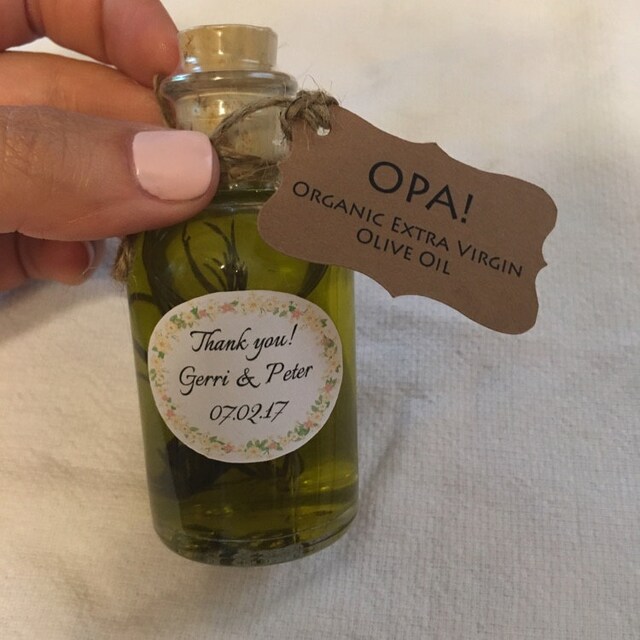 OPA!
Organic Extra Virgin
Olive Oil
Thank you!
Gerri & Peter
07.02.17